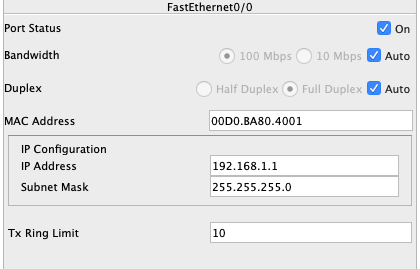 FastEthernet0/0
Port Status On
Bandwidth 100 Mbps 10 Mbps Auto
Duplex Half Duplex Full Duplex Auto
MAC Address 00D0.BA80.4001
IP Configuration
IP Address 192.168.1.1
Subnet Mask 255.255.255.0
Tx Ring Limit 10